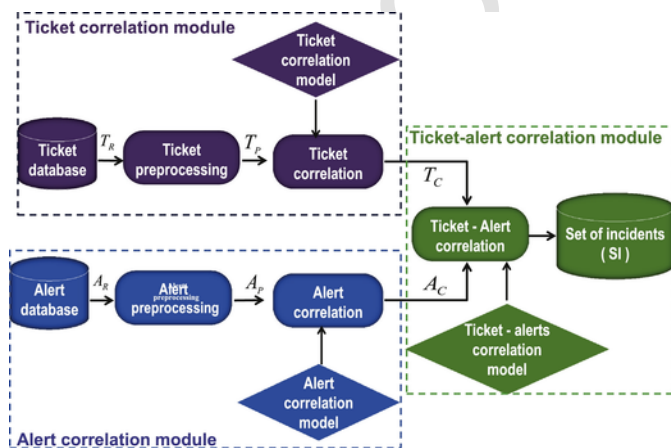 Ticket correlation module
Ticket
correlation
model
Ticket
database
T_R
Ticket
preprocessing
T_P
Ticket
correlation
T_C
Ticket-alert correlation module
Ticket - Alert
correlation
Set of incidents
( SI )
Ticket - alerts
correlation
model
Alert
database
A_R
Alert
preprocessing
preprocessing
A_P
Alert
correlation
A_C
Alert
correlation
model
Alert correlation module